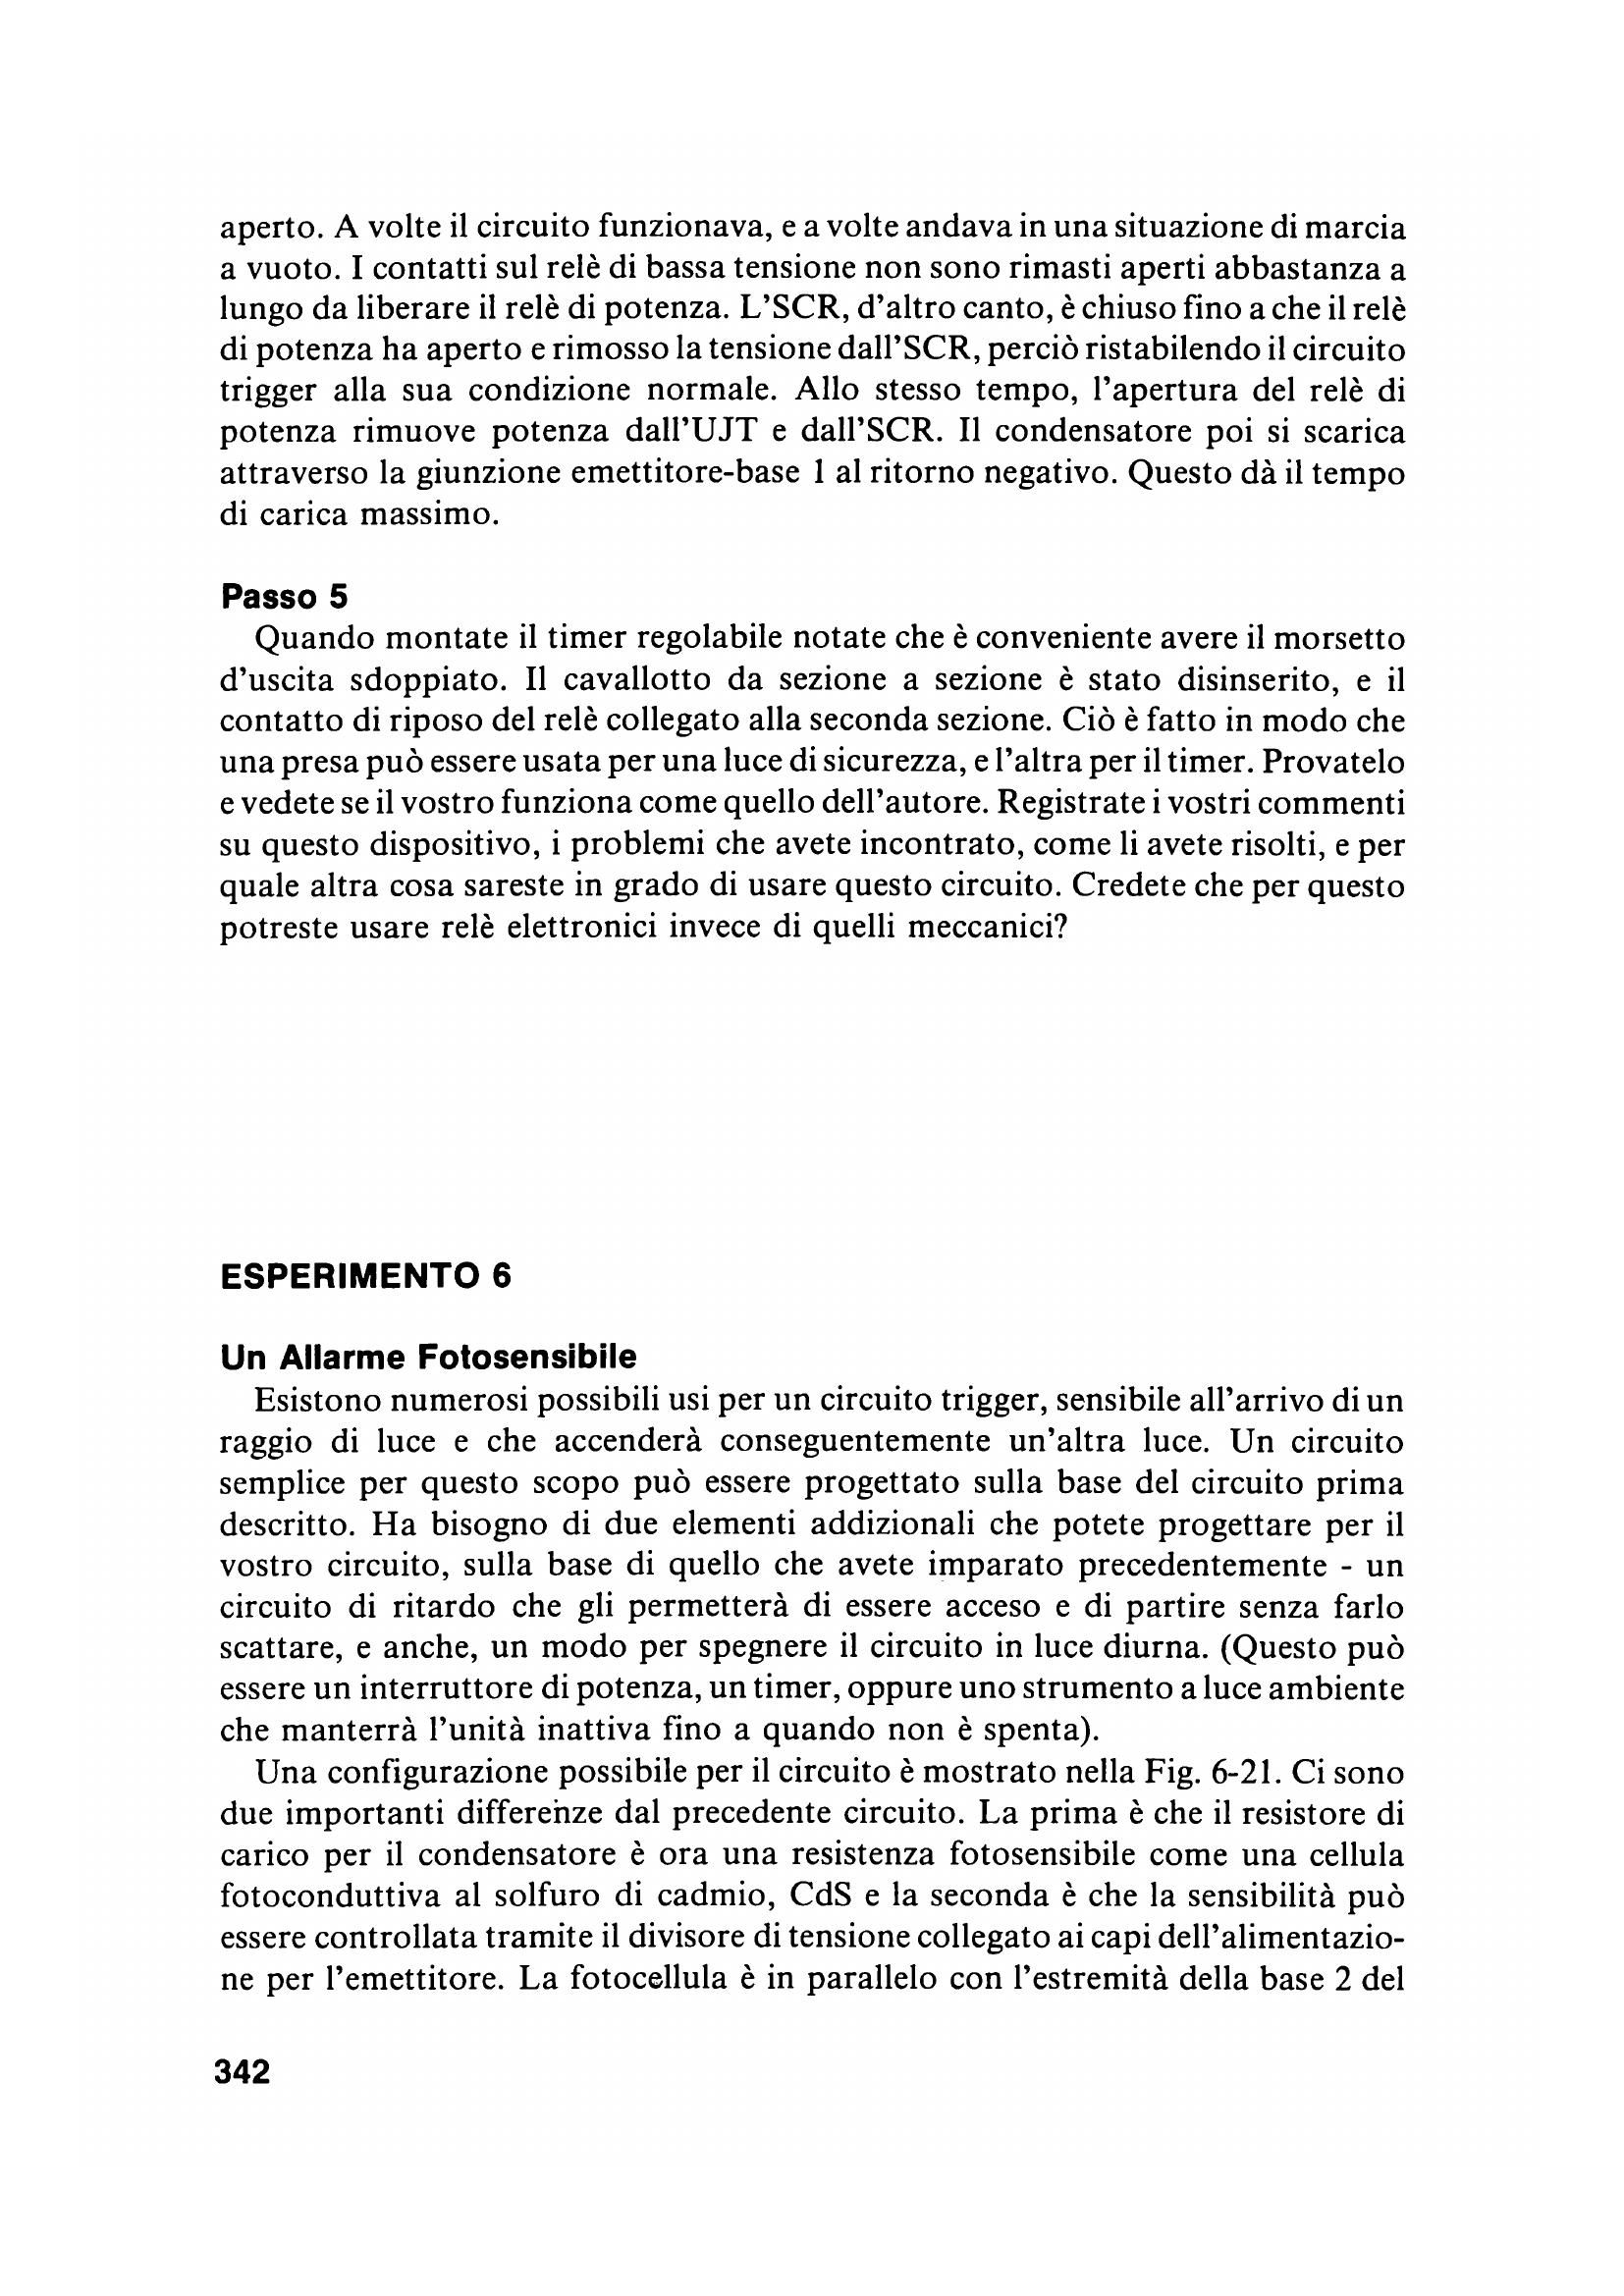 aperto. A volte il circuito funzionava, e a volte andava in una situazione di marcia
a vuoto. I contatti sul relè di bassa tensione non sono rimasti aperti abbastanza a
lungo da liberare il relè di potenza. L'SCR, d'altro canto, è chiuso fino a che il relè
di potenza ha aperto e rimosso la tensione dall'SCR, perciò ristabilendo il circuito
trigger alla sua condizione normale. Allo stesso tempo, l'apertura del relè di
potenza rimuove potenza dall'UJT e dall'SCR. Il condensatore poi si scarica
attraverso la giunzione emettitore-base 1 al ritorno negativo. Questo dà il tempo
di carica massimo.
Passo 5
Quando montate il timer regolabile notate che è conveniente avere il morsetto
d'uscita sdoppiato. Il cavallotto da sezione a sezione è stato disinserito, e il
contatto di riposo del relè collegato alla seconda sezione. Ciò è fatto in modo che
una presa può essere usata per una luce di sicurezza, e l'altra per il timer. Provatelo
e vedete se il vostro funziona come quello dell'autore. Registrate i vostri commenti
su questo dispositivo, i problemi che avete incontrato, come li avete risolti, e per
quale altra cosa sareste in grado di usare questo circuito. Credete che per questo
potreste usare relè elettronici invece di quelli meccanici?
ESPERIMENTO 6
Un Allarme Fotosensibile
Esistono numerosi possibili usi per un circuito trigger, sensibile all'arrivo di un
raggio di luce e che accenderà conseguentemente un'altra luce. Un circuito
semplice per questo scopo può essere progettato sulla base del circuito prima
descritto. Ha bisogno di due elementi addizionali che potete progettare per il
vostro circuito, sulla base di quello che avete imparato precedentemente - un
circuito di ritardo che gli permetterà di essere acceso e di partire senza farlo
scattare, e anche, un modo per spegnere il circuito in luce diurna. (Questo può
essere un interruttore di potenza, un timer, oppure uno strumento a luce ambiente
che manterrà l'unità inattiva fino a quando non è spenta).
Una configurazione possibile per il circuito è mostrato nella Fig. 6-21. Ci sono
due importanti differenze dal precedente circuito. La prima è che il resistore di
carico per il condensatore è ora una resistenza fotosensibile come una cellula
fotoconduttiva al solfuro di cadmio, CdS e la seconda è che la sensibilità può
essere controllata tramite il divisore di tensione collegato ai capi dell'alimentazio-
ne per l'emettitore. La fotocellula è in parallelo con l'estremità della base 2 del
342